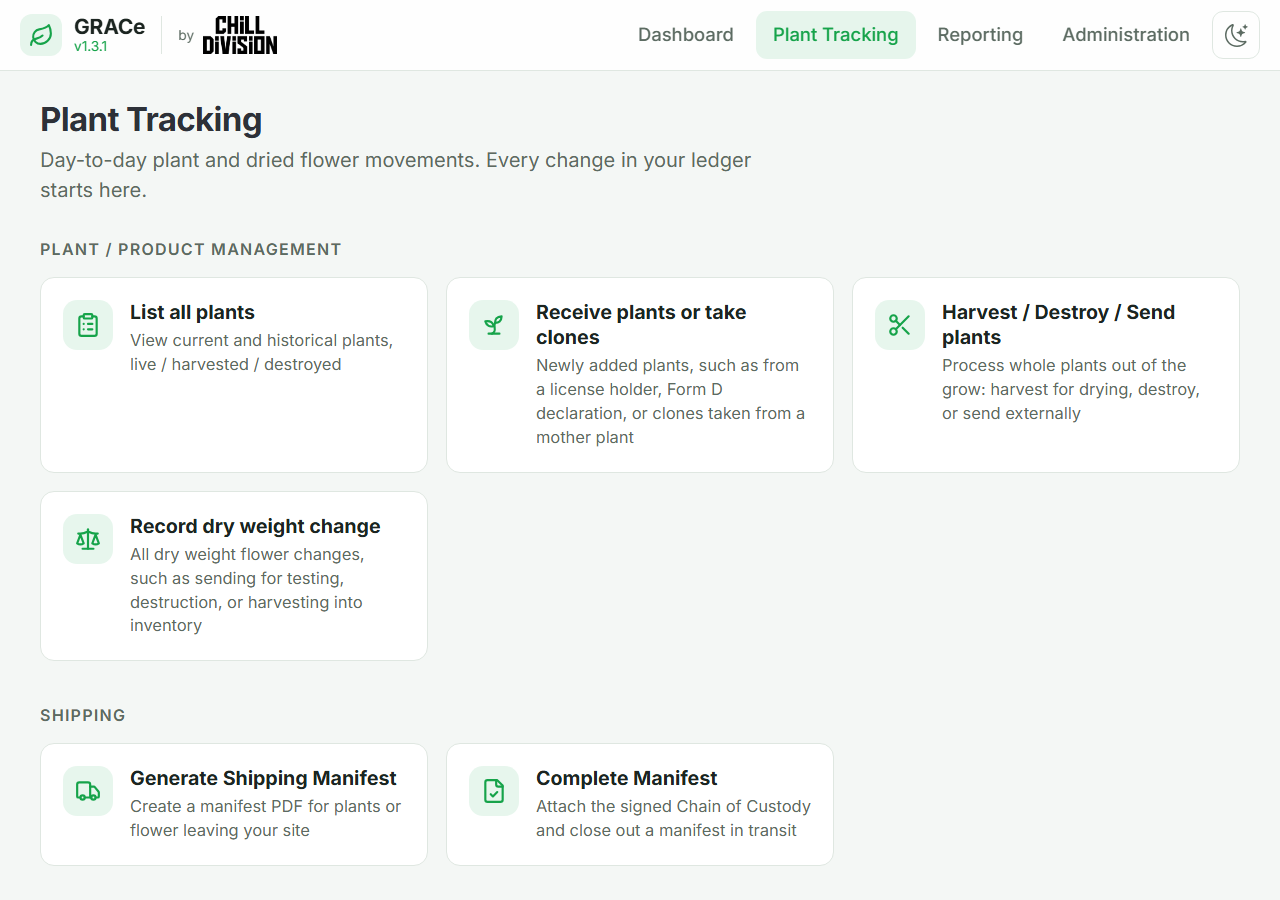 GRACe
v1.3.1
by
CHILL
DIVISION
Dashboard
Plant Tracking
Reporting
Administration
Plant Tracking
Day-to-day plant and dried flower movements. Every change in your ledger
starts here.
PLANT / PRODUCT MANAGEMENT
List all plants
View current and historical plants,
live / harvested / destroyed
Receive plants or take
clones
Newly added plants, such as from
a license holder, Form D
declaration, or clones taken from a
mother plant
Harvest / Destroy / Send
plants
Process whole plants out of the
grow: harvest for drying, destroy,
or send externally
Record dry weight change
All dry weight flower changes,
such as sending for testing,
destruction, or harvesting into
inventory
SHIPPING
Generate Shipping Manifest
Create a manifest PDF for plants or
flower leaving your site
Complete Manifest
Attach the signed Chain of Custody
and close out a manifest in transit